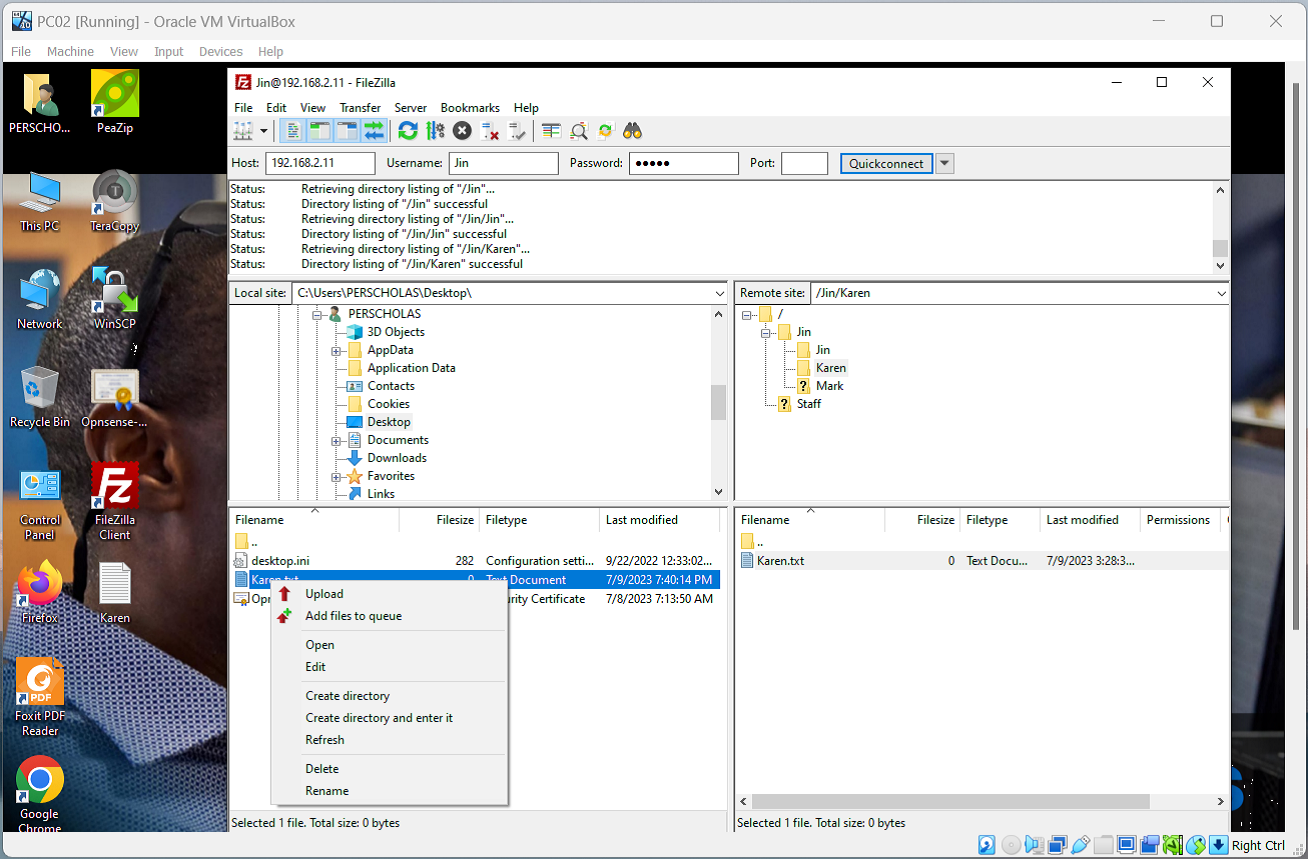 PC02 [Running] - Oracle VM VirtualBox
File Machine View Input Devices Help
PERSCHO... PeaZip
This PC TeraCopy
Network WinSCP
Recycle Bin Opnsense-...
Control Panel FileZilla Client
Firefox Karen
PDF
Foxit PDF Reader
Google Chrome
Jin@192.168.2.11 - FileZilla
File Edit View Transfer Server Bookmarks Help
Host: 192.168.2.11 Username: Jin Password: ●●●●● Port: Quickconnect
Status: Retrieving directory listing of "/Jin"...
Status: Directory listing of "/Jin" successful
Status: Retrieving directory listing of "/Jin/Jin"...
Status: Directory listing of "/Jin/Jin" successful
Status: Retrieving directory listing of "/Jin/Karen"...
Status: Directory listing of "/Jin/Karen" successful
Local site: C:\Users\PERSCHOLAS\Desktop\
PERSCHOLAS
3D Objects
AppData
Application Data
Contacts
Cookies
Desktop
Documents
Downloads
Favorites
Links
Remote site: /Jin/Karen
/
Jin
Jin
Karen
? Mark
? Staff
Filename Filesize Filetype Last modified
..
desktop.ini 282 Configuration setti... 9/22/2022 12:33:02...
Karen.txt 0 Text Document 7/9/2023 7:40:14 PM
7/8/2023 7:13:50 AM
Upload
Add files to queue
Open
Edit
Create directory
Create directory and enter it
Refresh
Delete
Rename
Selected 1 file. Total size: 0 bytes
Filename Filesize Filetype Last modified Permissions
..
Karen.txt 0 Text Docu... 7/9/2023 3:28:3...
Selected 1 file. Total size: 0 bytes
Right Ctrl